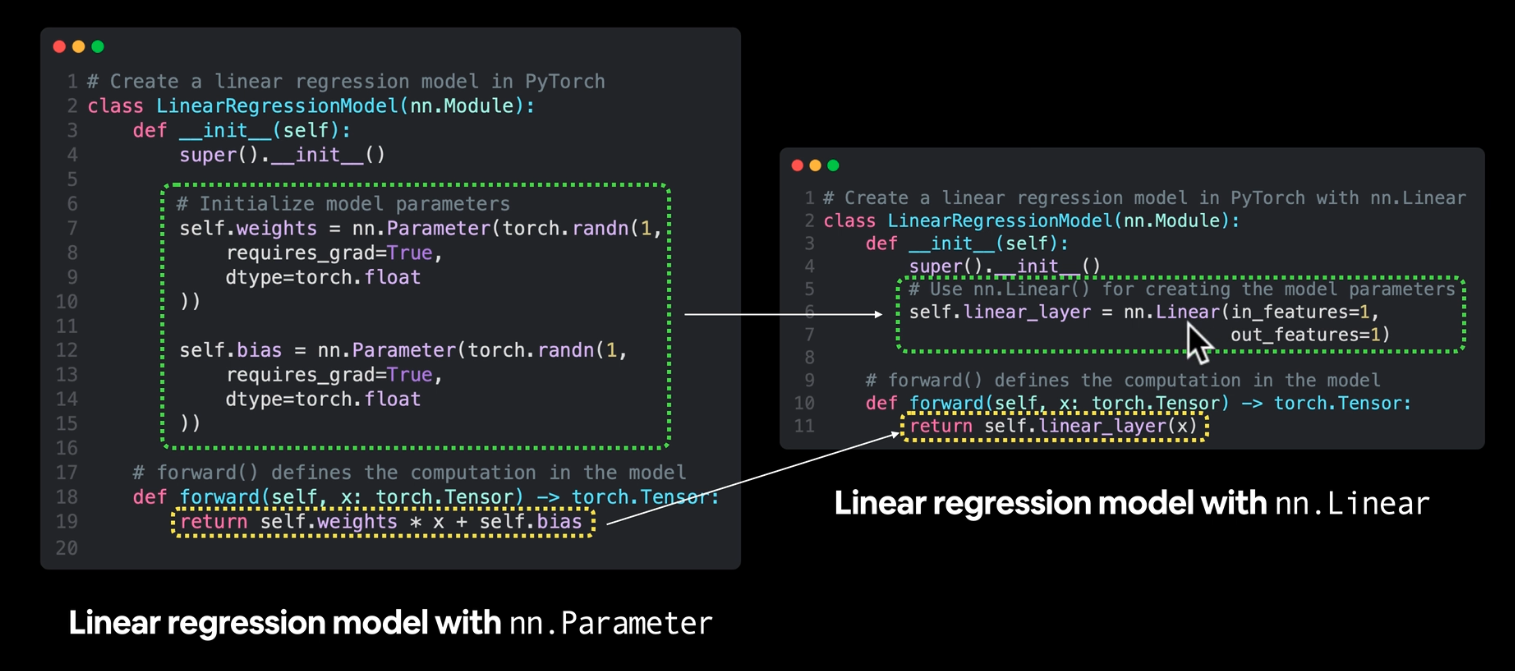 1 # Create a linear regression model in PyTorch
2 class LinearRegressionModel(nn.Module):
3     def __init__(self):
4         super().__init__()
5
6         # Initialize model parameters
7         self.weights = nn.Parameter(torch.randn(1,
8             requires_grad=True,
9             dtype=torch.float
10         ))
11
12         self.bias = nn.Parameter(torch.randn(1,
13             requires_grad=True,
14             dtype=torch.float
15         ))
16
17     # forward() defines the computation in the model
18     def forward(self, x: torch.Tensor) -> torch.Tensor:
19         return self.weights * x + self.bias
20
Linear regression model with nn.Parameter
1 # Create a linear regression model in PyTorch with nn.Linear
2 class LinearRegressionModel(nn.Module):
3     def __init__(self):
4         super().__init__()
5         # Use nn.Linear() for creating the model parameters
6         self.linear_layer = nn.Linear(in_features=1,
7                                       out_features=1)
8
9     # forward() defines the computation in the model
10     def forward(self, x: torch.Tensor) -> torch.Tensor:
11         return self.linear_layer(x)
Linear regression model with nn.Linear